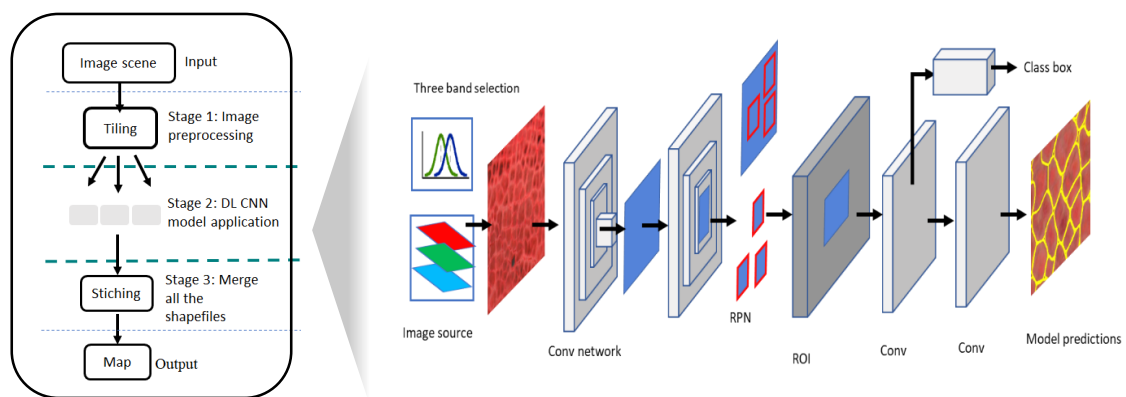 Image scene
Input
Tiling
Stage 1: Image
preprocessing
Stage 2: DL CNN
model application
Stiching
Stage 3: Merge
all the
shapefiles
Map
Output
Three band selection
Image source
Conv network
RPN
ROI
Conv
Conv
Class box
Model predictions